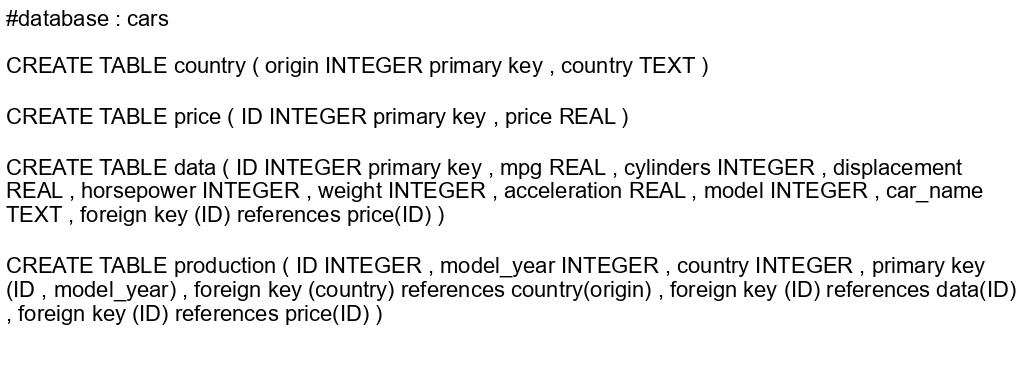 #database : cars
CREATE TABLE country ( origin INTEGER primary key , country TEXT )
CREATE TABLE price ( ID INTEGER primary key , price REAL )
CREATE TABLE data ( ID INTEGER primary key , mpg REAL , cylinders INTEGER , displacement
REAL , horsepower INTEGER , weight INTEGER , acceleration REAL , model INTEGER , car_name
TEXT , foreign key (ID) references price(ID) )
CREATE TABLE production ( ID INTEGER , model_year INTEGER , country INTEGER , primary key
(ID , model_year) , foreign key (country) references country(origin) , foreign key (ID) references data(ID)
, foreign key (ID) references price(ID) )